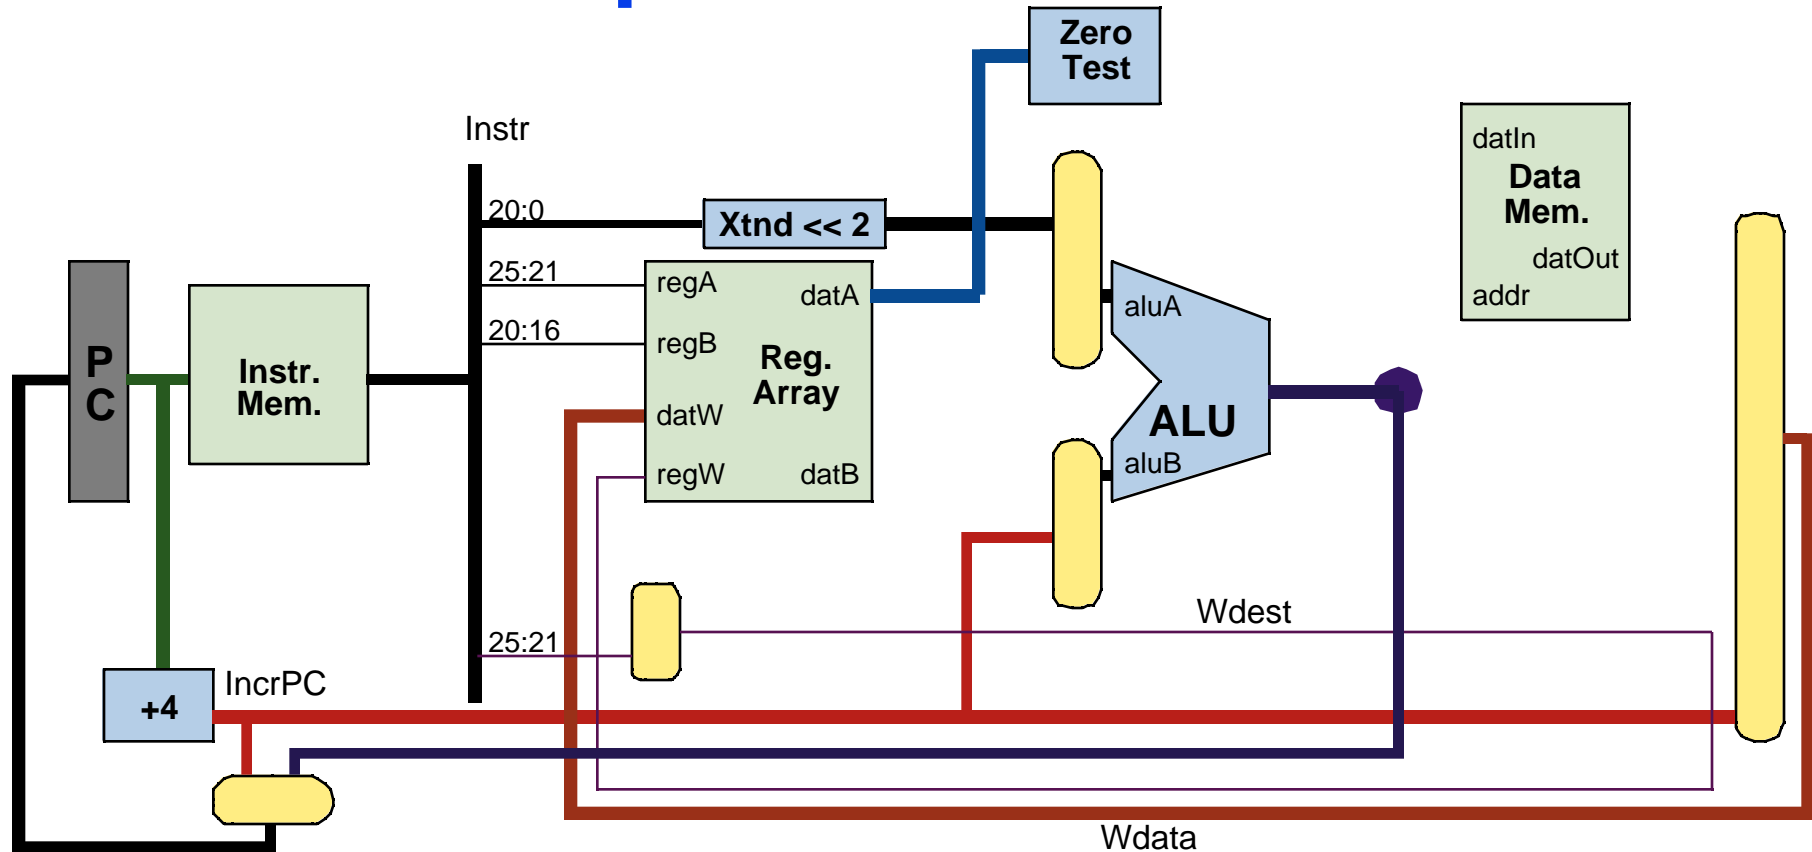 Zero
Test
Instr
datIn
Data
Mem.
datOut
addr
20:0
Xtnd << 2
25:21
regA
datA
aluA
20:16
regB
Reg.
Array
P
C
Instr.
Mem.
datW
ALU
regW
datB
aluB
Wdest
25:21
IncrPC
+4
Wdata